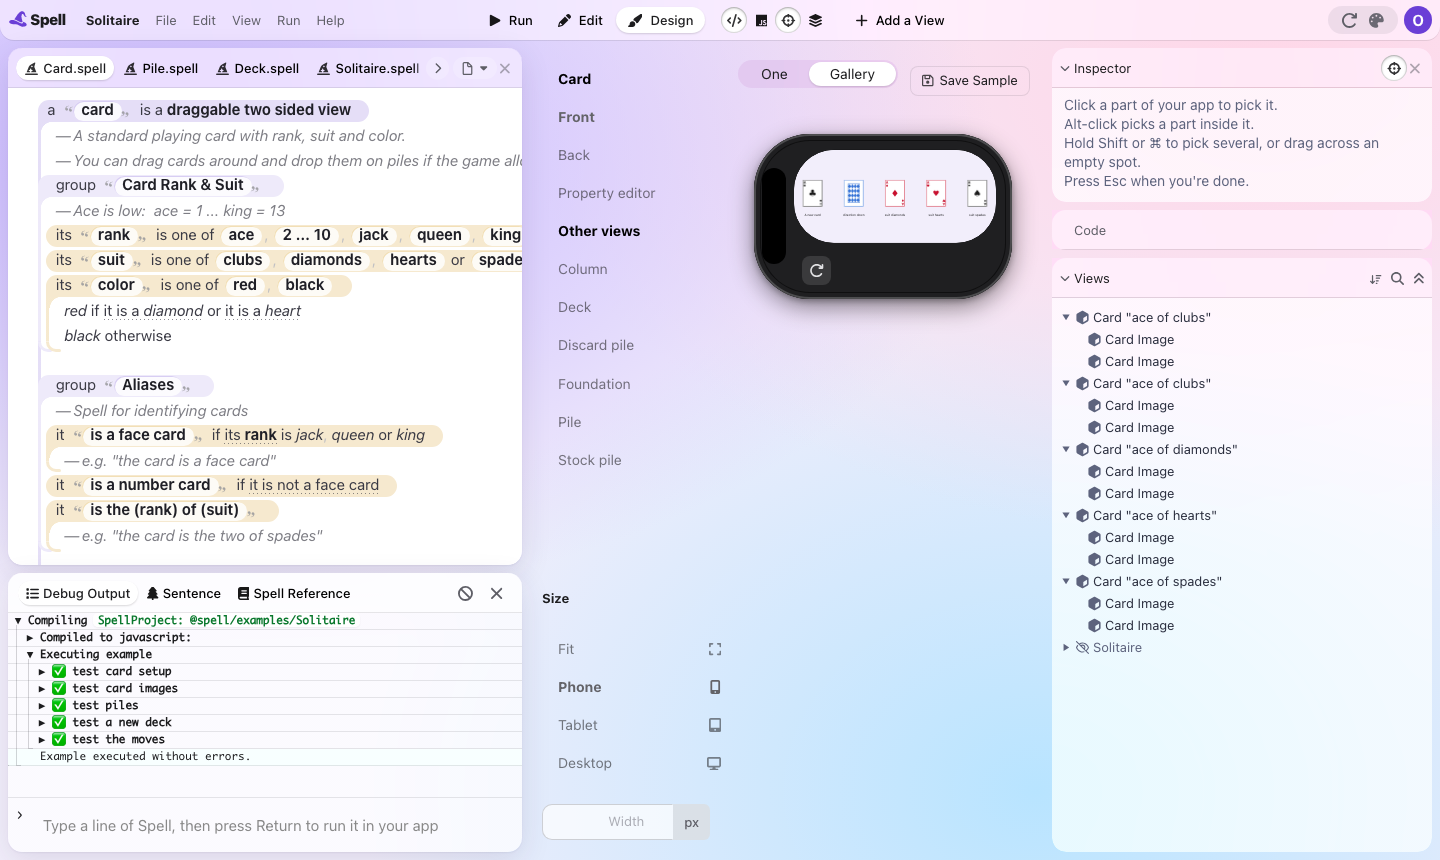 Spell Solitaire File Edit View Run Help Run Edit Design JS Add a View O
Card.spell Pile.spell Deck.spell Solitaire.spell
a “ card ” is a draggable two sided view
— A standard playing card with rank, suit and color.
— You can drag cards around and drop them on piles if the game allo
group “ Card Rank & Suit ”
— Ace is low: ace = 1 ... king = 13
its “ rank ” is one of ace , 2 ... 10 , jack , queen , king
its “ suit ” is one of clubs , diamonds , hearts or spade
its “ color ” is one of red , black
red if it is a diamond or it is a heart
black otherwise
group “ Aliases ”
— Spell for identifying cards
it “ is a face card ” if its rank is jack, queen or king
— e.g. "the card is a face card"
it “ is a number card ” if it is not a face card
it “ is the (rank) of (suit) ”
— e.g. "the card is the two of spades"
Debug Output Sentence Spell Reference
▼ Compiling SpellProject: @spell/examples/Solitaire
▶ Compiled to javascript:
▼ Executing example
▶ ✅ test card setup
▶ ✅ test card images
▶ ✅ test piles
▶ ✅ test a new deck
▶ ✅ test the moves
Example executed without errors.
› Type a line of Spell, then press Return to run it in your app
Card
Front
Back
Property editor
Other views
Column
Deck
Discard pile
Foundation
Pile
Stock pile
One Gallery Save Sample
suit diamonds suit hearts suit spades
Size
Fit
Phone
Tablet
Desktop
Width px
Inspector
Click a part of your app to pick it.
Alt-click picks a part inside it.
Hold Shift or ⌘ to pick several, or drag across an
empty spot.
Press Esc when you're done.
Code
Views
Card "ace of clubs"
Card Image
Card Image
Card "ace of clubs"
Card Image
Card Image
Card "ace of diamonds"
Card Image
Card Image
Card "ace of hearts"
Card Image
Card Image
Card "ace of spades"
Card Image
Card Image
Solitaire